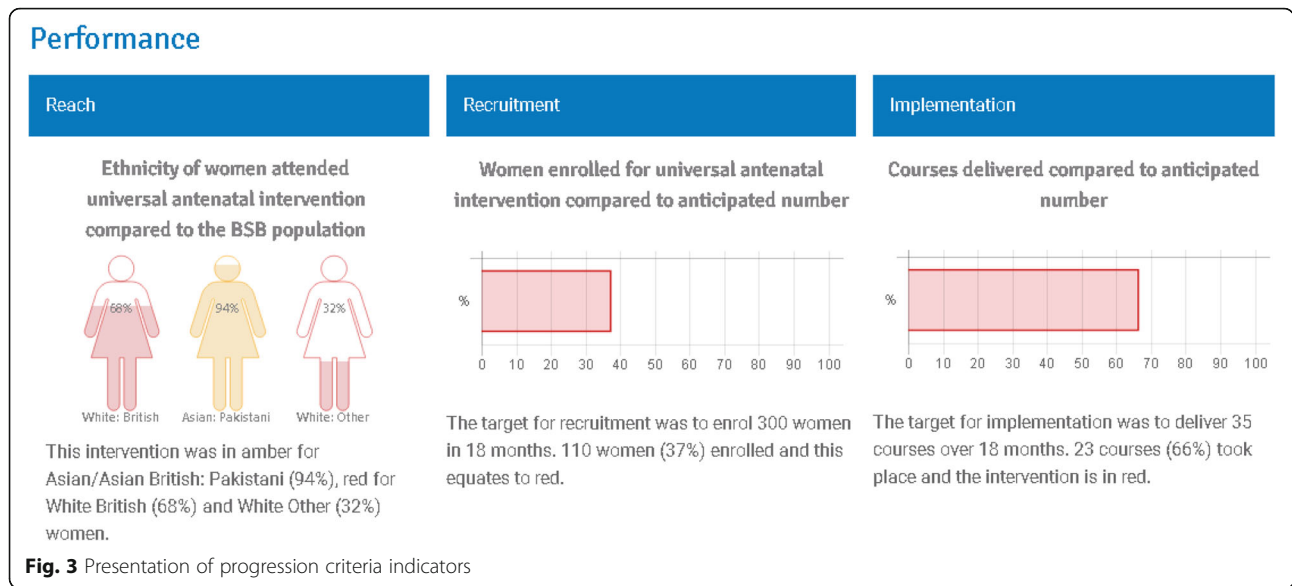 Performance
Reach
Ethnicity of women attended
universal antenatal intervention
compared to the BSB population
68%
94%
32%
White: British
Asian: Pakistani
White: Other
This intervention was in amber for
Asian/Asian British: Pakistani (94%), red for
White British (68%) and White Other (32%)
women.
Recruitment
Women enrolled for universal antenatal
intervention compared to anticipated number
%
0 10 20 30 40 50 60 70 80 90 100
The target for recruitment was to enrol 300 women
in 18 months. 110 women (37%) enrolled and this
equates to red.
Implementation
Courses delivered compared to anticipated
number
%
0 10 20 30 40 50 60 70 80 90 100
The target for implementation was to deliver 35
courses over 18 months. 23 courses (66%) took
place and the intervention is in red.
Fig. 3 Presentation of progression criteria indicators